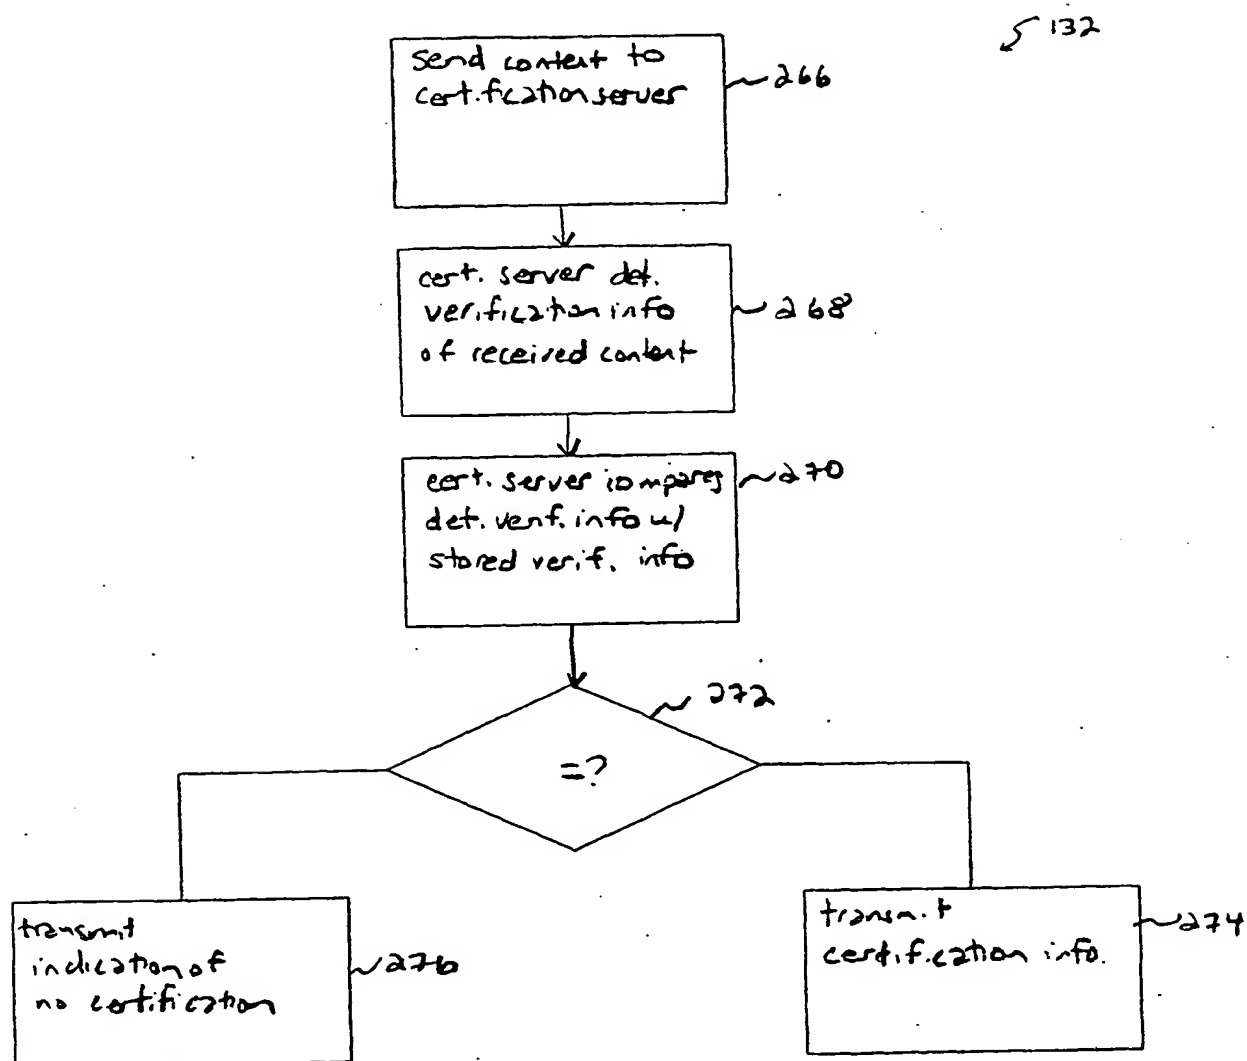 132
send content to
certification server
266
cert. server det.
verification info
of received content
268
cert. server compares
det. verif. info w/
stored verif. info
270
272
=?
transmit
indication of
no certification
276
transmit
certification info.
274